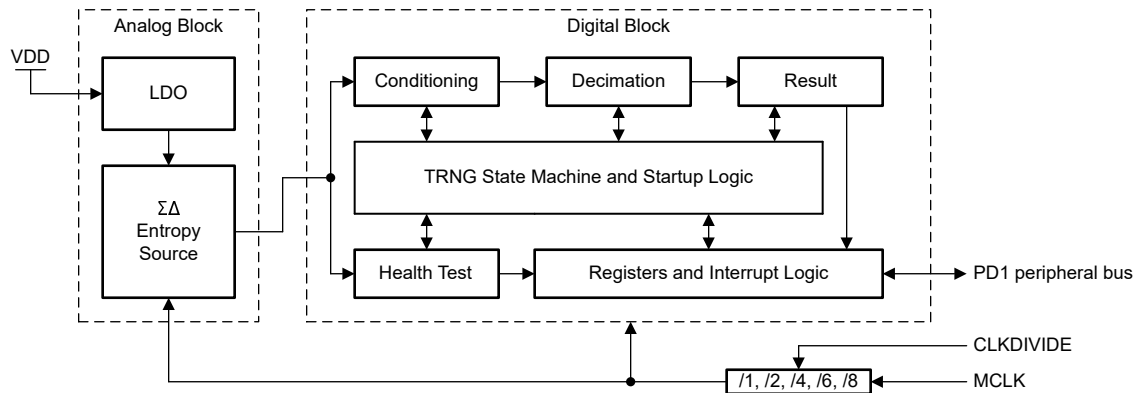 Analog Block
Digital Block
VDD
LDO
Conditioning
Decimation
Result
TRNG State Machine and Startup Logic
ΣΔ
Entropy
Source
Health Test
Registers and Interrupt Logic
PD1 peripheral bus
CLKDIVIDE
/1, /2, /4, /6, /8
MCLK